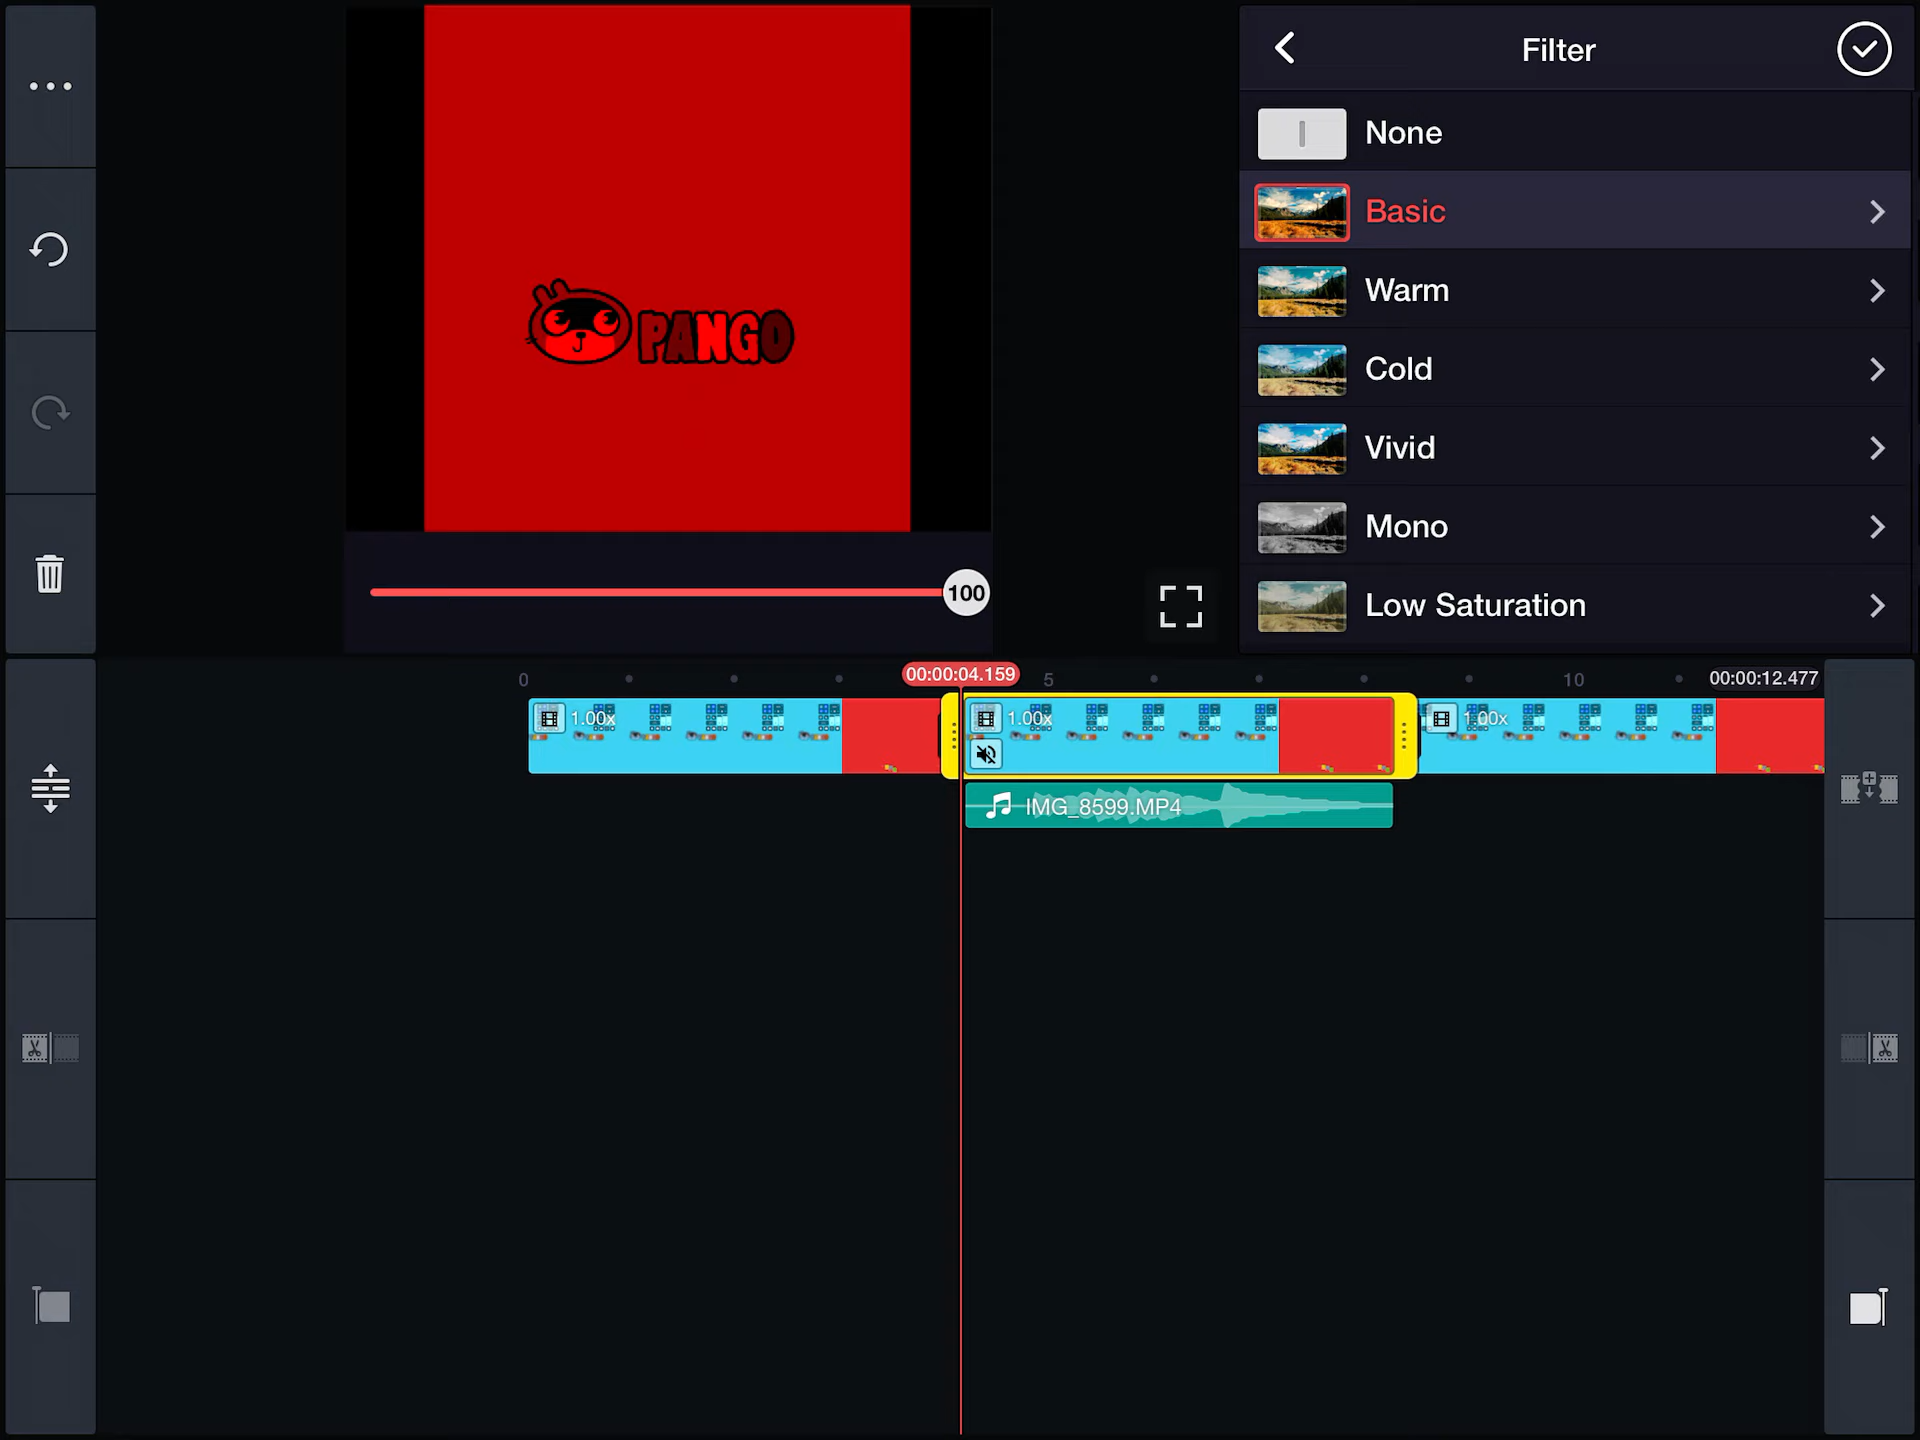 Filter
None
Basic
Warm
Cold
Vivid
Mono
Low Saturation
PANGO
100
0
00:00:04.159
5
10
00:00:12.477
1.00x
1.00x
1.00x
IMG_8599.MP4